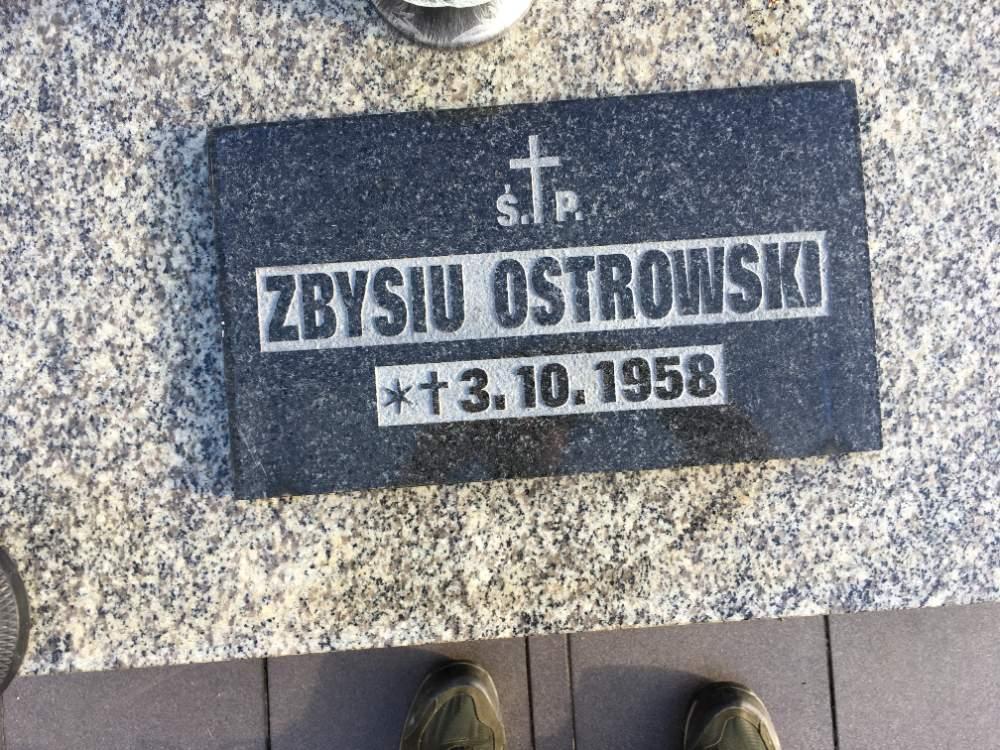 Ś. P.
ZBYSIU OSTROWSKI
*†3.10.1958